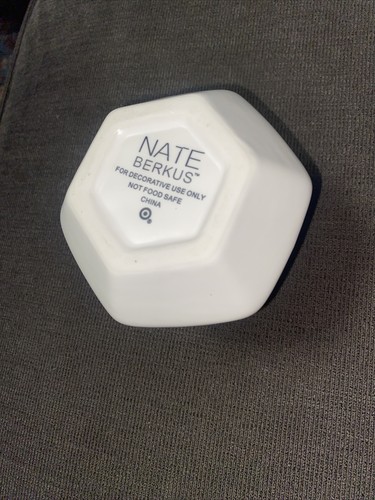 NATE
BERKUS™
FOR DECORATIVE USE ONLY
NOT FOOD SAFE
CHINA
®